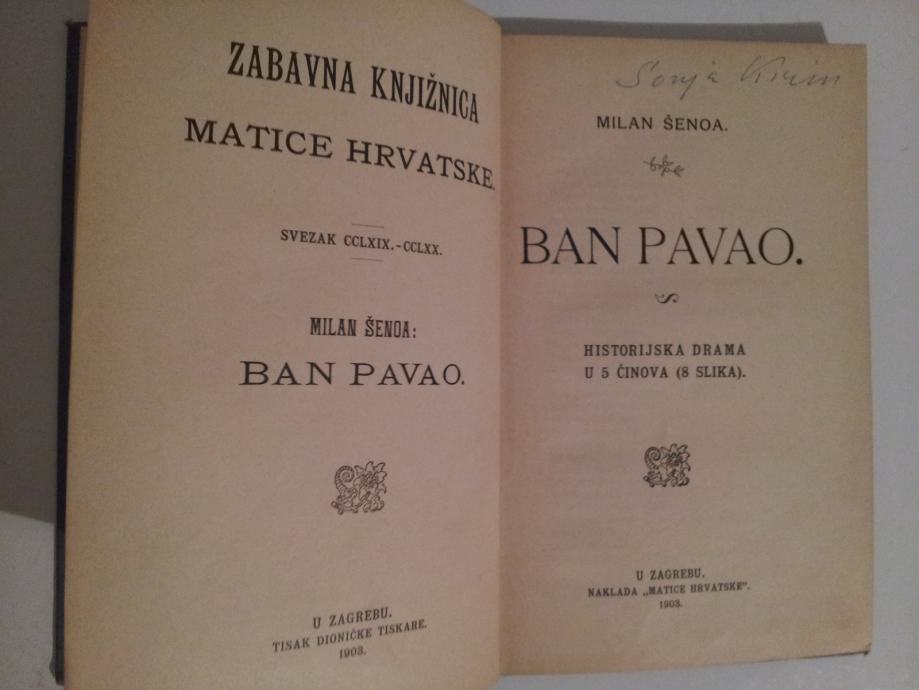 ZABAVNA KNJIŽNICA
MATICE HRVATSKE.
SVEZAK CCLXIX.-CCLXX.
MILAN ŠENOA:
BAN PAVAO.
U ZAGREBU.
TISAK DIONIČKE TISKARE.
1903.
Sonja
MILAN ŠENOA.
BAN PAVAO.
HISTORIJSKA DRAMA
U 5 ČINOVA (8 SLIKA).
U ZAGREBU.
NAKLADA „MATICE HRVATSKE".
1903.